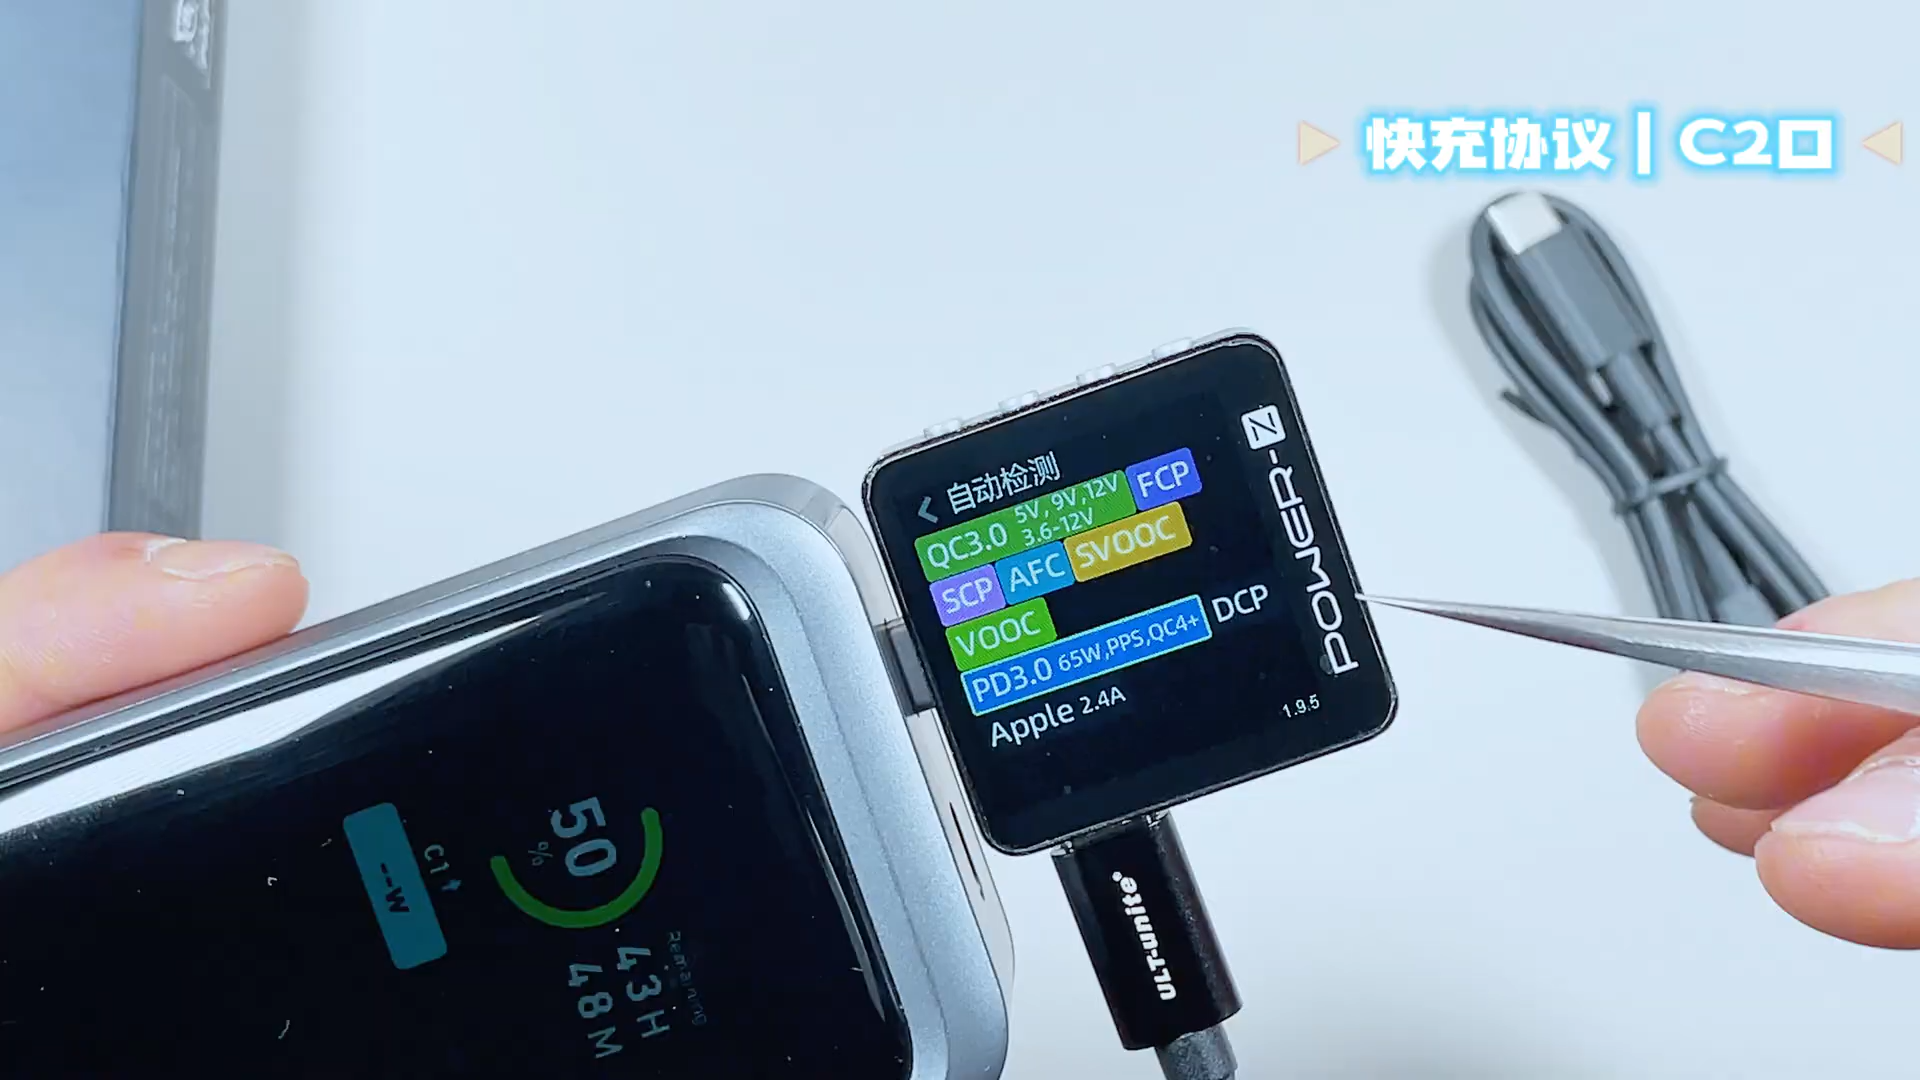 快充协议 | C2口
自动检测
QC3.0 5V,9V,12V
3.6-12V
FCP
SCP
AFC
SVOOC
VOOC
PD3.0 65W,PPS,QC4+
DCP
Apple 2.4A
POWER-Z
1.9.5
ULT-unite
50
%
C1
--W
Remaining
43H
48M